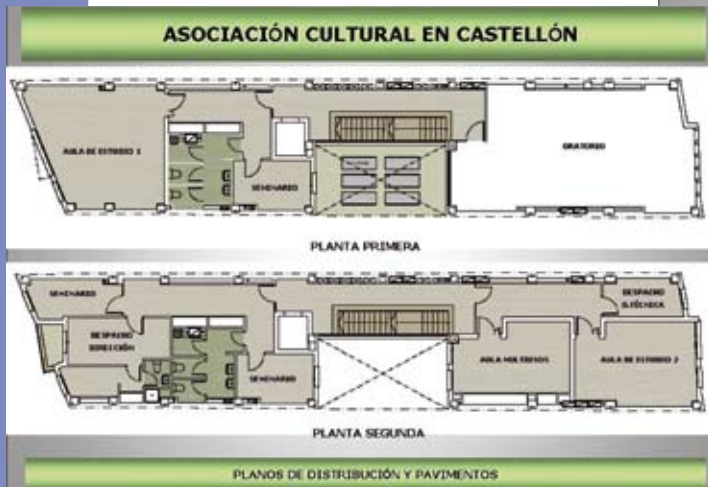 ASOCIACIÓN CULTURAL EN CASTELLÓN
AULA DE ESTUDIO 1
SEMINARIO
ORATORIO
PLANTA PRIMERA
SEMINARIO
DESPACHO
DIRECCIÓN
SEMINARIO
AULA MULTIUSOS
AULA DE ESTUDIO 2
DESPACHO
O.TÉCNICA
PLANTA SEGUNDA
PLANOS DE DISTRIBUCIÓN Y PAVIMENTOS